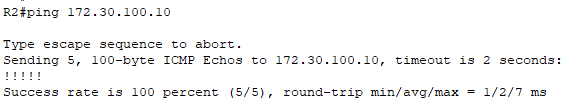 R2#ping 172.30.100.10
Type escape sequence to abort.
Sending 5, 100-byte ICMP Echos to 172.30.100.10, timeout is 2 seconds:
!!!!!
Success rate is 100 percent (5/5), round-trip min/avg/max = 1/2/7 ms